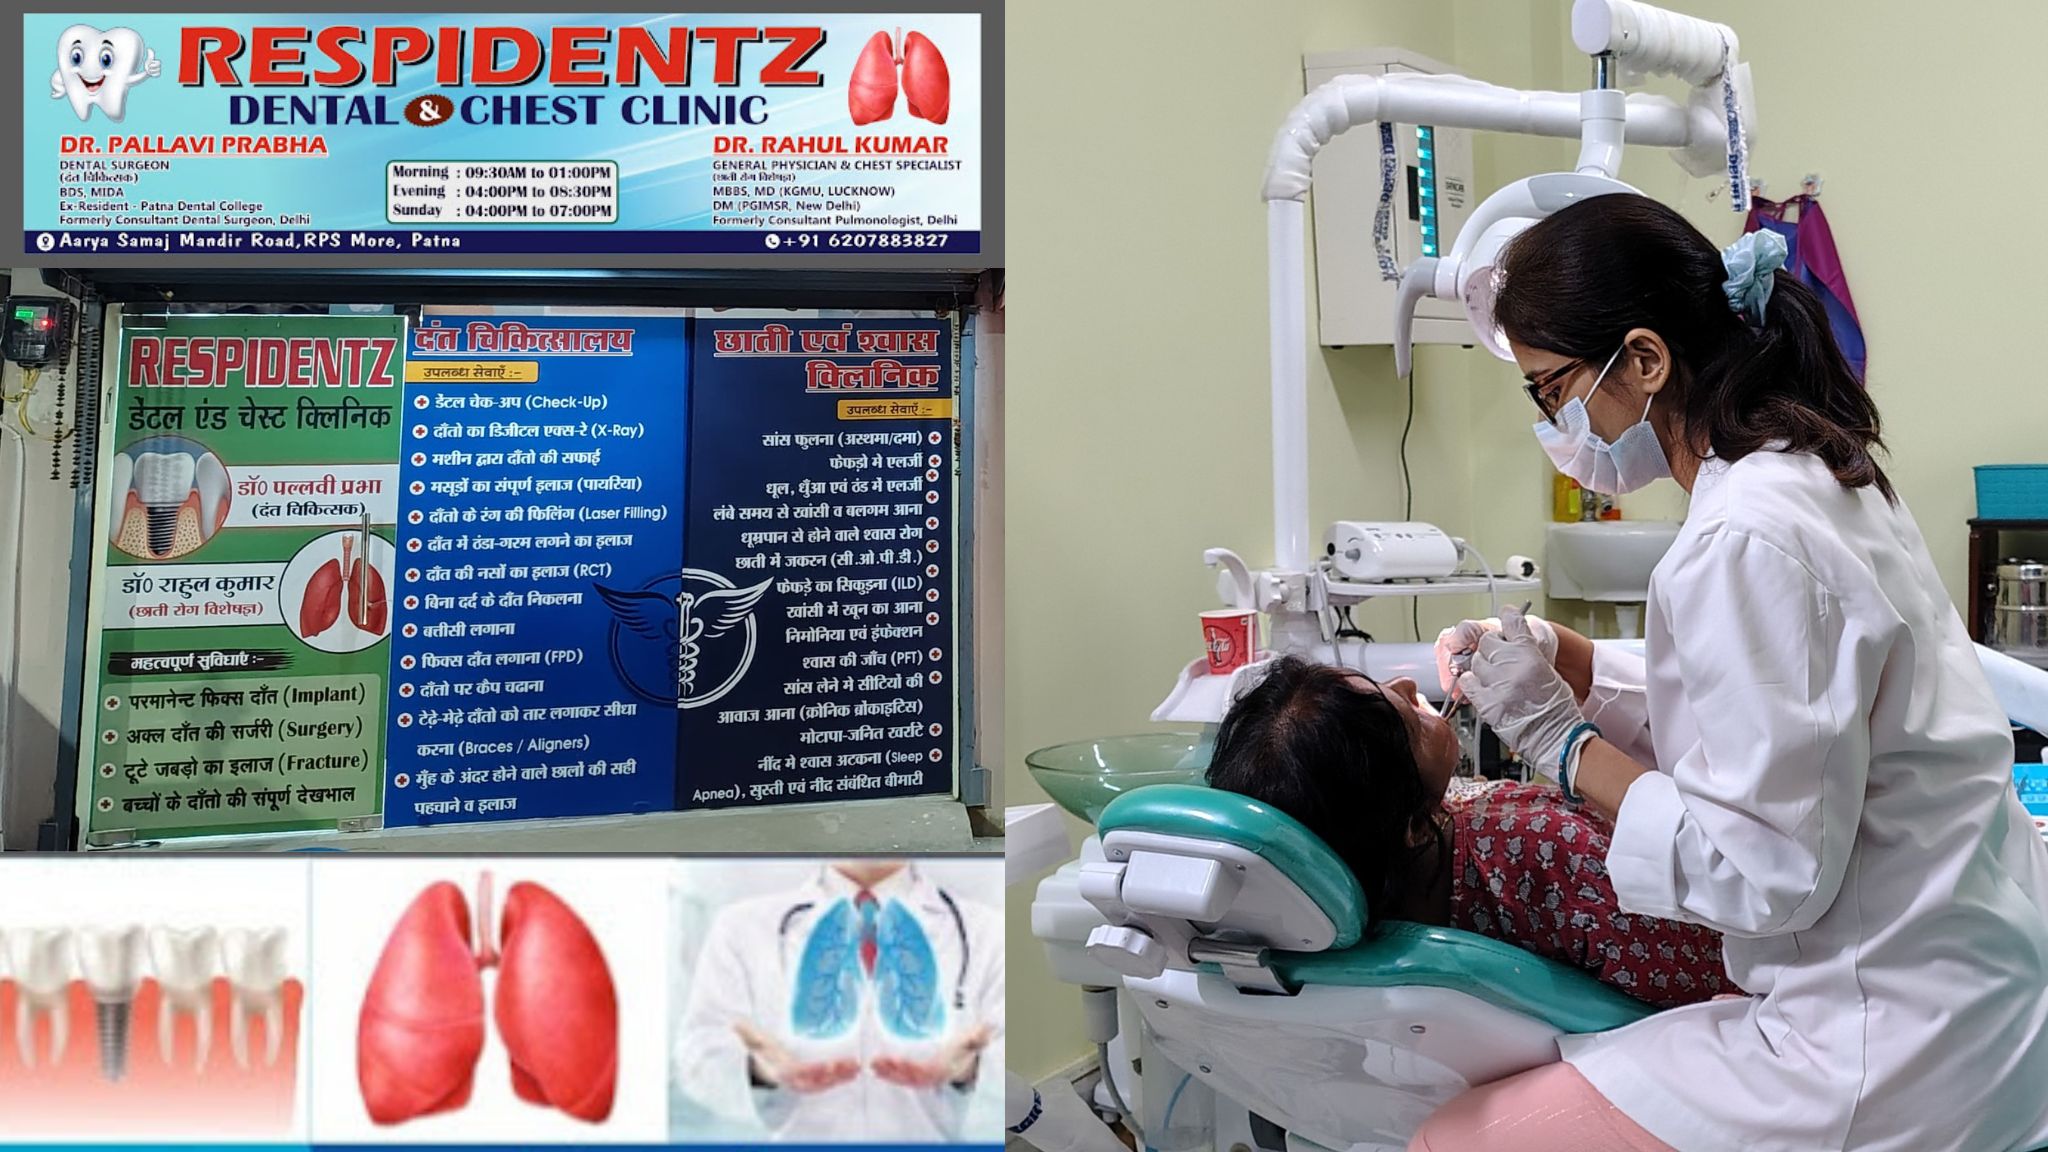 RESPIDENTZ
DENTAL & CHEST CLINIC
DR. PALLAVI PRABHA
DENTAL SURGEON
(दंत चिकित्सक)
BDS, MIDA
Ex-Resident - Patna Dental College
Formerly Consultant Dental Surgeon, Delhi
Morning : 09:30AM to 01:00PM
Evening : 04:00PM to 08:30PM
Sunday : 04:00PM to 07:00PM
DR. RAHUL KUMAR
GENERAL PHYSICIAN & CHEST SPECIALIST
(छाती रोग विशेषज्ञ)
MBBS, MD (KGMU, LUCKNOW)
DM (PGIMSR, New Delhi)
Formerly Consultant Pulmonologist, Delhi
Aarya Samaj Mandir Road,RPS More, Patna
+91 6207883827
RESPIDENTZ
डेंटल एंड चेस्ट क्लिनिक
डॉ0 पल्लवी प्रभा
(दंत चिकित्सक)
डॉ0 राहुल कुमार
(छाती रोग विशेषज्ञ)
महत्वपूर्ण सुविधाएँ :-
परमानेन्ट फिक्स दाँत (Implant)
अक्ल दाँत की सर्जरी (Surgery)
टूटे जबड़ो का इलाज (Fracture)
बच्चों के दाँतो की संपूर्ण देखभाल
दंत चिकित्सालय
उपलब्ध सेवाएँ :-
डेंटल चेक-अप (Check-Up)
दाँतो का डिजीटल एक्स-रे (X-Ray)
मशीन द्वारा दाँतो की सफाई
मसूड़ों का संपूर्ण इलाज (पायरिया)
दाँतो के रंग की फिलिंग (Laser Filling)
दाँत में ठंडा-गरम लगने का इलाज
दाँत की नसों का इलाज (RCT)
बिना दर्द के दाँत निकलना
बत्तीसी लगाना
फिक्स दाँत लगाना (FPD)
दाँतो पर कैप चढाना
टेढ़े-मेढ़े दाँतो को तार लगाकर सीधा
करना (Braces / Aligners)
मुँह के अंदर होने वाले छालों की सही
पहचाने व इलाज
छाती एवं श्वास
क्लिनिक
उपलब्ध सेवाएँ :-
सांस फुलना (अस्थमा/दमा)
फेफड़ो मे एलर्जी
धूल, धुँआ एवं ठंड में एलर्जी
लंबे समय से खांसी व बलगम आना
धूम्रपान से होने वाले श्वास रोग
छाती में जकरन (सी.ओ.पी.डी.)
फेफड़े का सिकुड़ना (ILD)
खांसी में खून का आना
निमोनिया एवं इंफेक्शन
श्वास की जाँच (PFT)
सांस लेने मे सीटियों की
आवाज आना (क्रोनिक ब्रोंकाइटिस)
मोटापा-जनित खर्राटे
नींद मे श्वास अटकना (Sleep
Apnea), सुस्ती एवं नीद संबंधित बीमारी